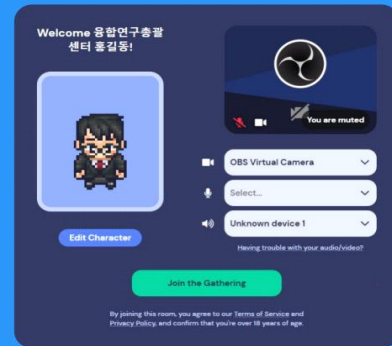 Welcome 융합연구총괄
센터 홍길동!
You are muted
OBS Virtual Camera
Select...
Unknown device 1
Edit Character
Having trouble with your audio/video?
Join the Gathering
By joining this room, you agree to our Terms of Service and
Privacy Policy, and confirm that you're over 18 years of age.